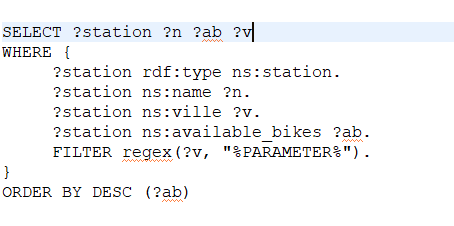 SELECT ?station ?n ?ab ?v
WHERE {
?station rdf:type ns:station.
?station ns:name ?n.
?station ns:ville ?v.
?station ns:available_bikes ?ab.
FILTER regex(?v, "%PARAMETER%").
}
ORDER BY DESC (?ab)